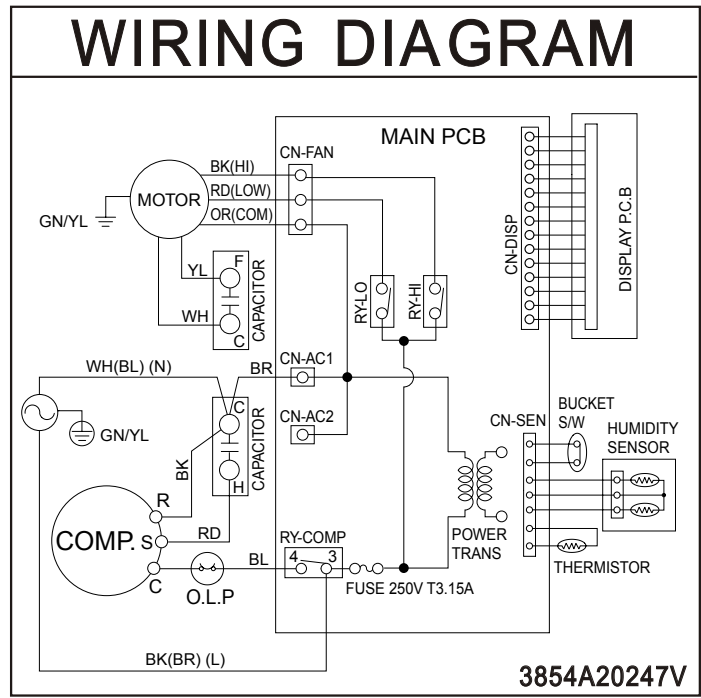 WIRING DIAGRAM
MAIN PCB
CN-FAN
BK(HI)
RD(LOW)
OR(COM)
MOTOR
GN/YL
YL
WH
F
C
CAPACITOR
RY-LO
RY-HI
CN-DISP
DISPLAY P.C.B
WH(BL) (N)
BR
CN-AC1
CN-AC2
GN/YL
C
H
CAPACITOR
BK
RD
R
S
C
COMP.
O.L.P
BL
RY-COMP
4 3
FUSE 250V T3.15A
POWER
TRANS
CN-SEN
BUCKET
S/W
HUMIDITY
SENSOR
THERMISTOR
BK(BR) (L)
3854A20247V